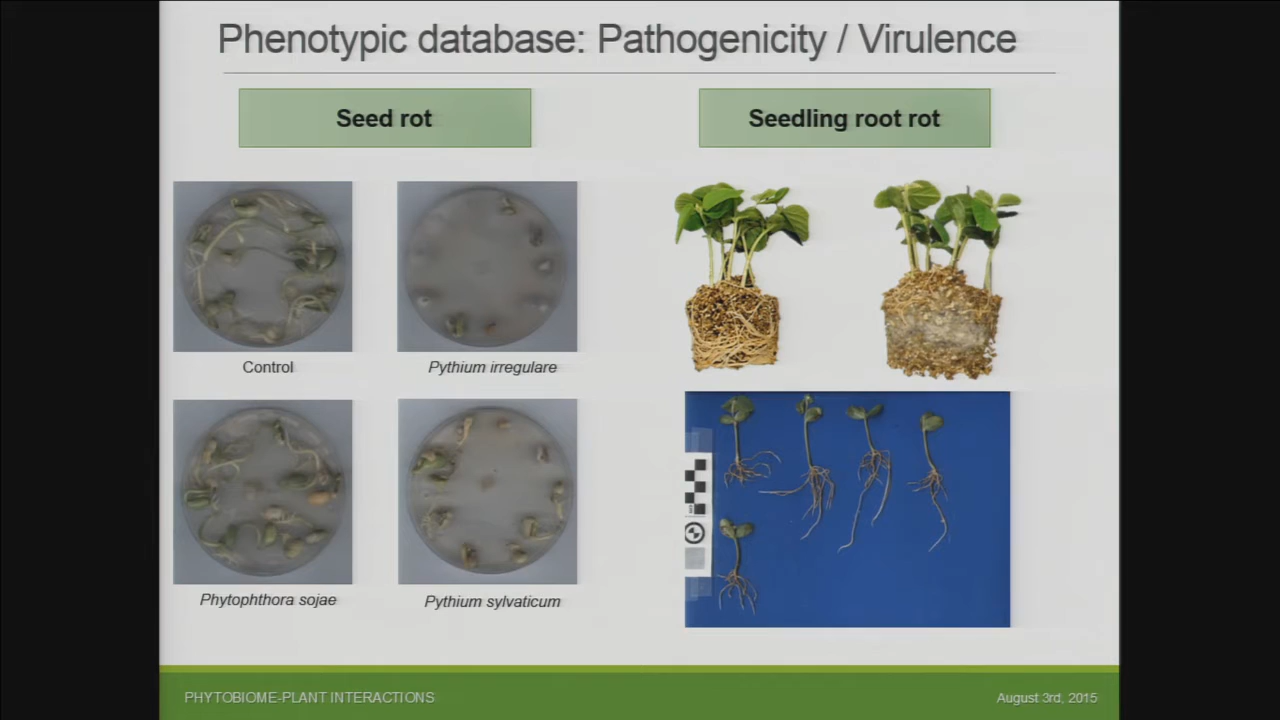 Phenotypic database: Pathogenicity / Virulence
Seed rot
Seedling root rot
Control
Pythium irregulare
Phytophthora sojae
Pythium sylvaticum
PHYTOBIOME-PLANT INTERACTIONS
August 3rd, 2015